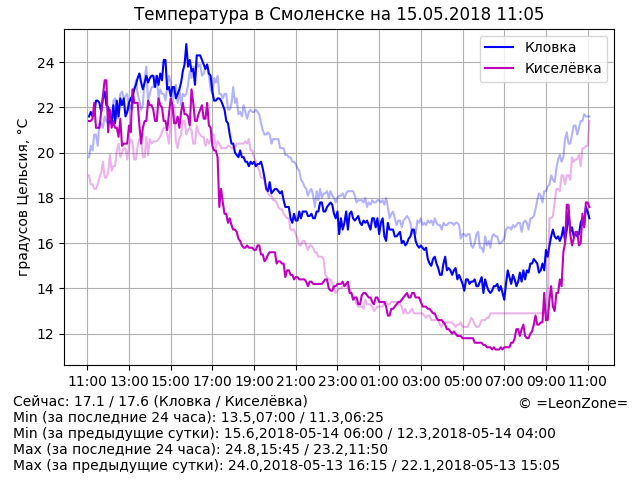 Температура в Смоленске на 15.05.2018 11:05
Кловка
Киселёвка
градусов Цельсия, °C
24
22
20
18
16
14
12
11:00 13:00 15:00 17:00 19:00 21:00 23:00 01:00 03:00 05:00 07:00 09:00 11:00
Сейчас: 17.1 / 17.6 (Кловка / Киселёвка)
© =LeonZone=
Min (за последние 24 часа): 13.5,07:00 / 11.3,06:25
Min (за предыдущие сутки): 15.6,2018-05-14 06:00 / 12.3,2018-05-14 04:00
Max (за последние 24 часа): 24.8,15:45 / 23.2,11:50
Max (за предыдущие сутки): 24.0,2018-05-13 16:15 / 22.1,2018-05-13 15:05